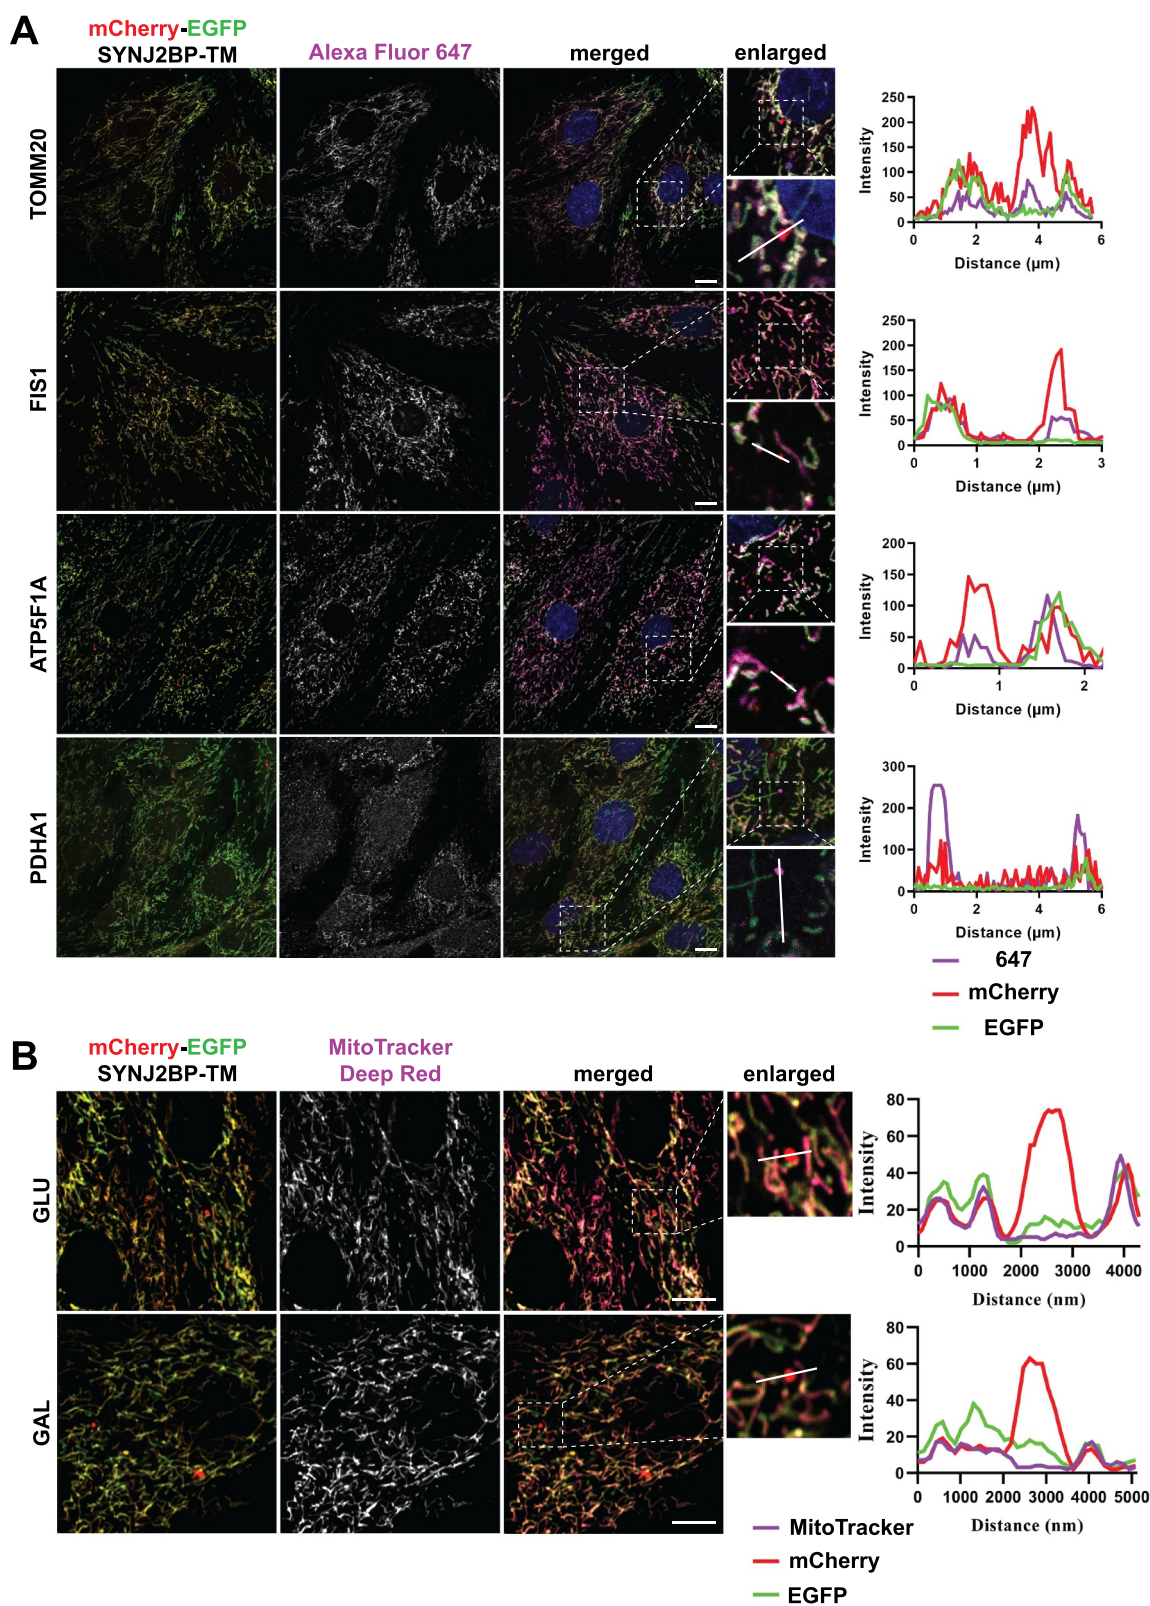 A
mCherry-EGFP
SYNJ2BP-TM
Alexa Fluor 647
merged
enlarged
TOMM20
250
200
150
100
50
0
Intensity
0 2 4 6
Distance (µm)
FIS1
250
200
150
100
50
0
Intensity
0 1 2 3
Distance (µm)
ATP5F1A
200
150
100
50
0
Intensity
0 1 2
Distance (µm)
PDHA1
300
200
100
0
Intensity
0 2 4 6
Distance (µm)
647
mCherry
EGFP
B
mCherry-EGFP
SYNJ2BP-TM
MitoTracker
Deep Red
merged
enlarged
GLU
80
60
40
20
0
Intensity
0 1000 2000 3000 4000
Distance (nm)
GAL
80
60
40
20
0
Intensity
0 1000 2000 3000 4000 5000
Distance (nm)
MitoTracker
mCherry
EGFP